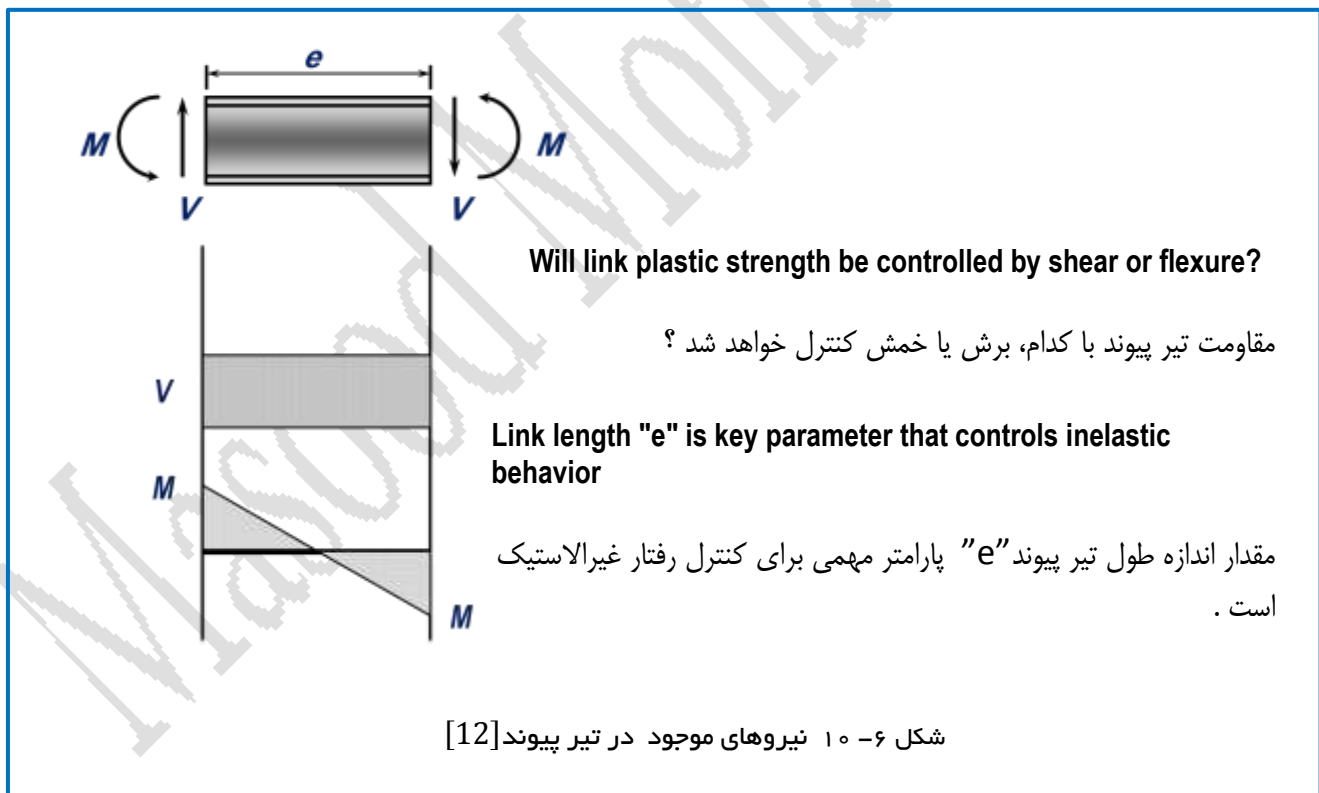 e
M
M
V
V
Will link plastic strength be controlled by shear or flexure?
مقاومت تیر پیوند با کدام، برش یا خمش کنترل خواهد شد ؟
V
Link length "e" is key parameter that controls inelastic
behavior
M
مقدار اندازه طول تیر پیوند"e" پارامتر مهمی برای کنترل رفتار غیرالاستیک
است .
M
شکل ۶- ۱۰ نیروهای موجود در تیر پیوند[12]